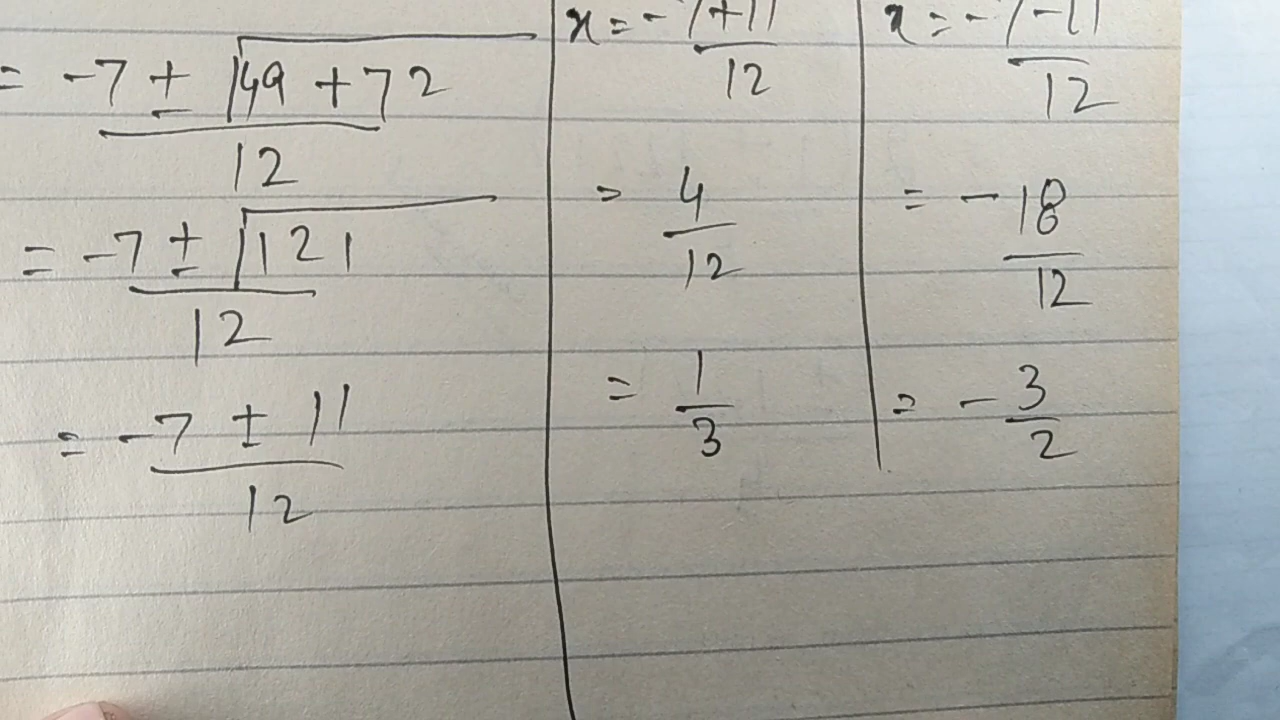 = -7 ± √49 + 72
12
= -7 ± √121
12
= -7 ± 11
12
x = -7+11
12
= 4
12
= 1
3
x = -7-11
12
= -18
12
= -3
2